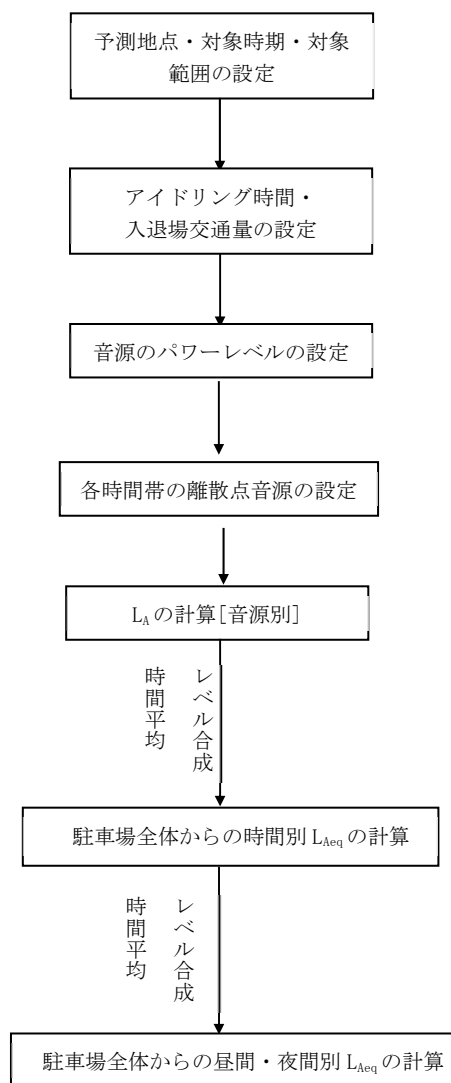 予測地点・対象時期・対象
範囲の設定
アイドリング時間・
入退場交通量の設定
音源のパワーレベルの設定
各時間帯の離散点音源の設定
LAの計算[音源別]
レベル合成
時間平均
駐車場全体からの時間別LAeqの計算
レベル合成
時間平均
駐車場全体からの昼間・夜間別LAeqの計算